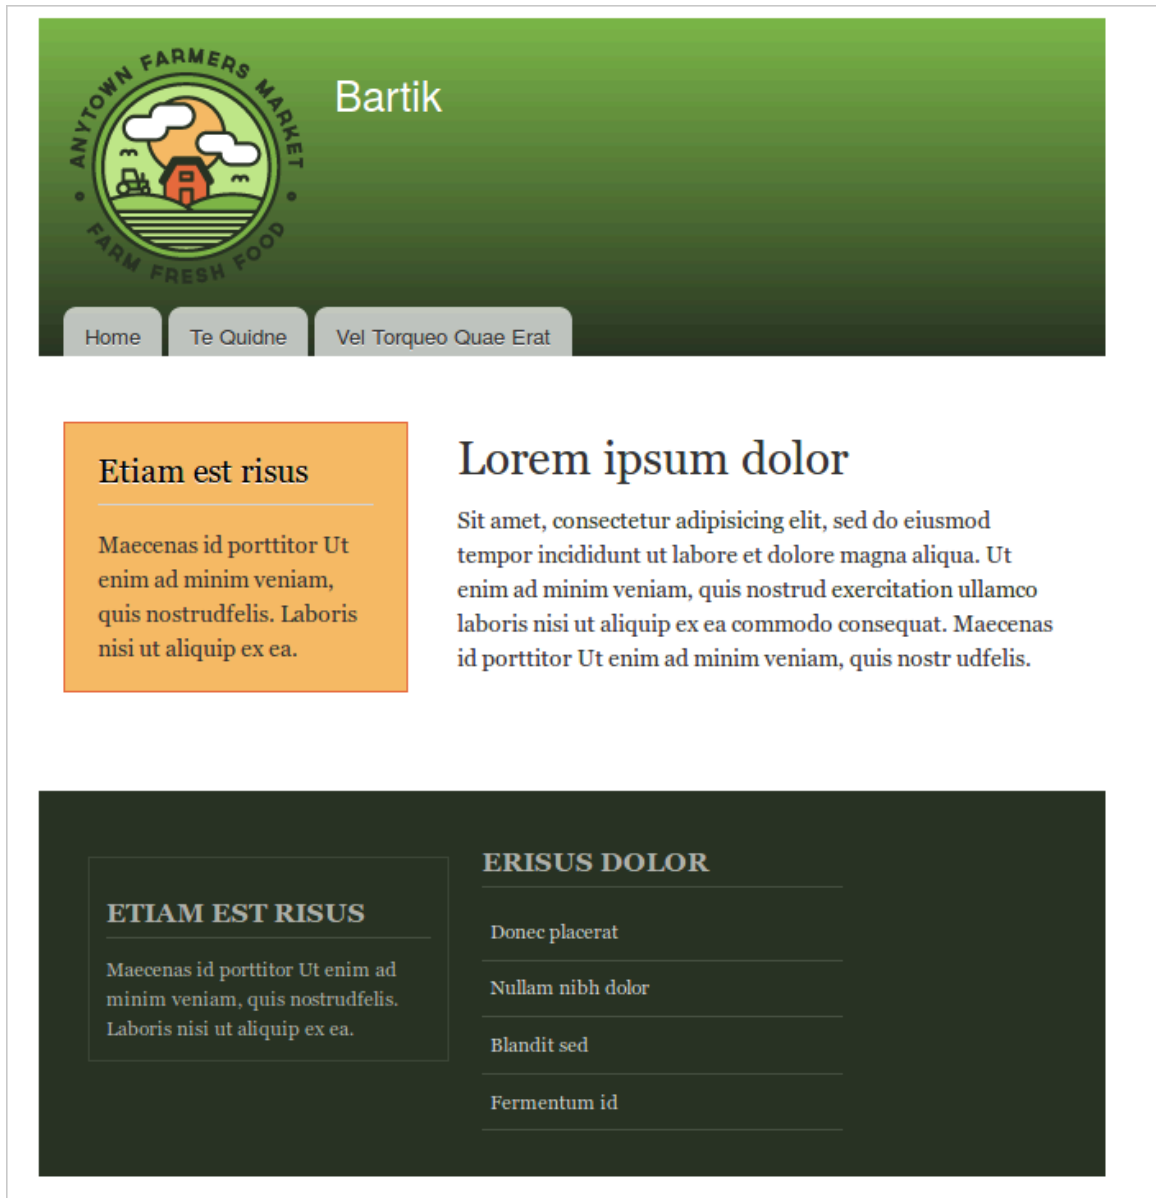 ANYTOWN FARMERS MARKET
FARM FRESH FOOD
Bartik
Home
Te Quidne
Vel Torqueo Quae Erat
Etiam est risus
Maecenas id porttitor Ut
enim ad minim veniam,
quis nostrudfelis. Laboris
nisi ut aliquip ex ea.
Lorem ipsum dolor
Sit amet, consectetur adipisicing elit, sed do eiusmod
tempor incididunt ut labore et dolore magna aliqua. Ut
enim ad minim veniam, quis nostrud exercitation ullamco
laboris nisi ut aliquip ex ea commodo consequat. Maecenas
id porttitor Ut enim ad minim veniam, quis nostr udfelis.
ETIAM EST RISUS
Maecenas id porttitor Ut enim ad
minim veniam, quis nostrudfelis.
Laboris nisi ut aliquip ex ea.
ERISUS DOLOR
Donec placerat
Nullam nibh dolor
Blandit sed
Fermentum id